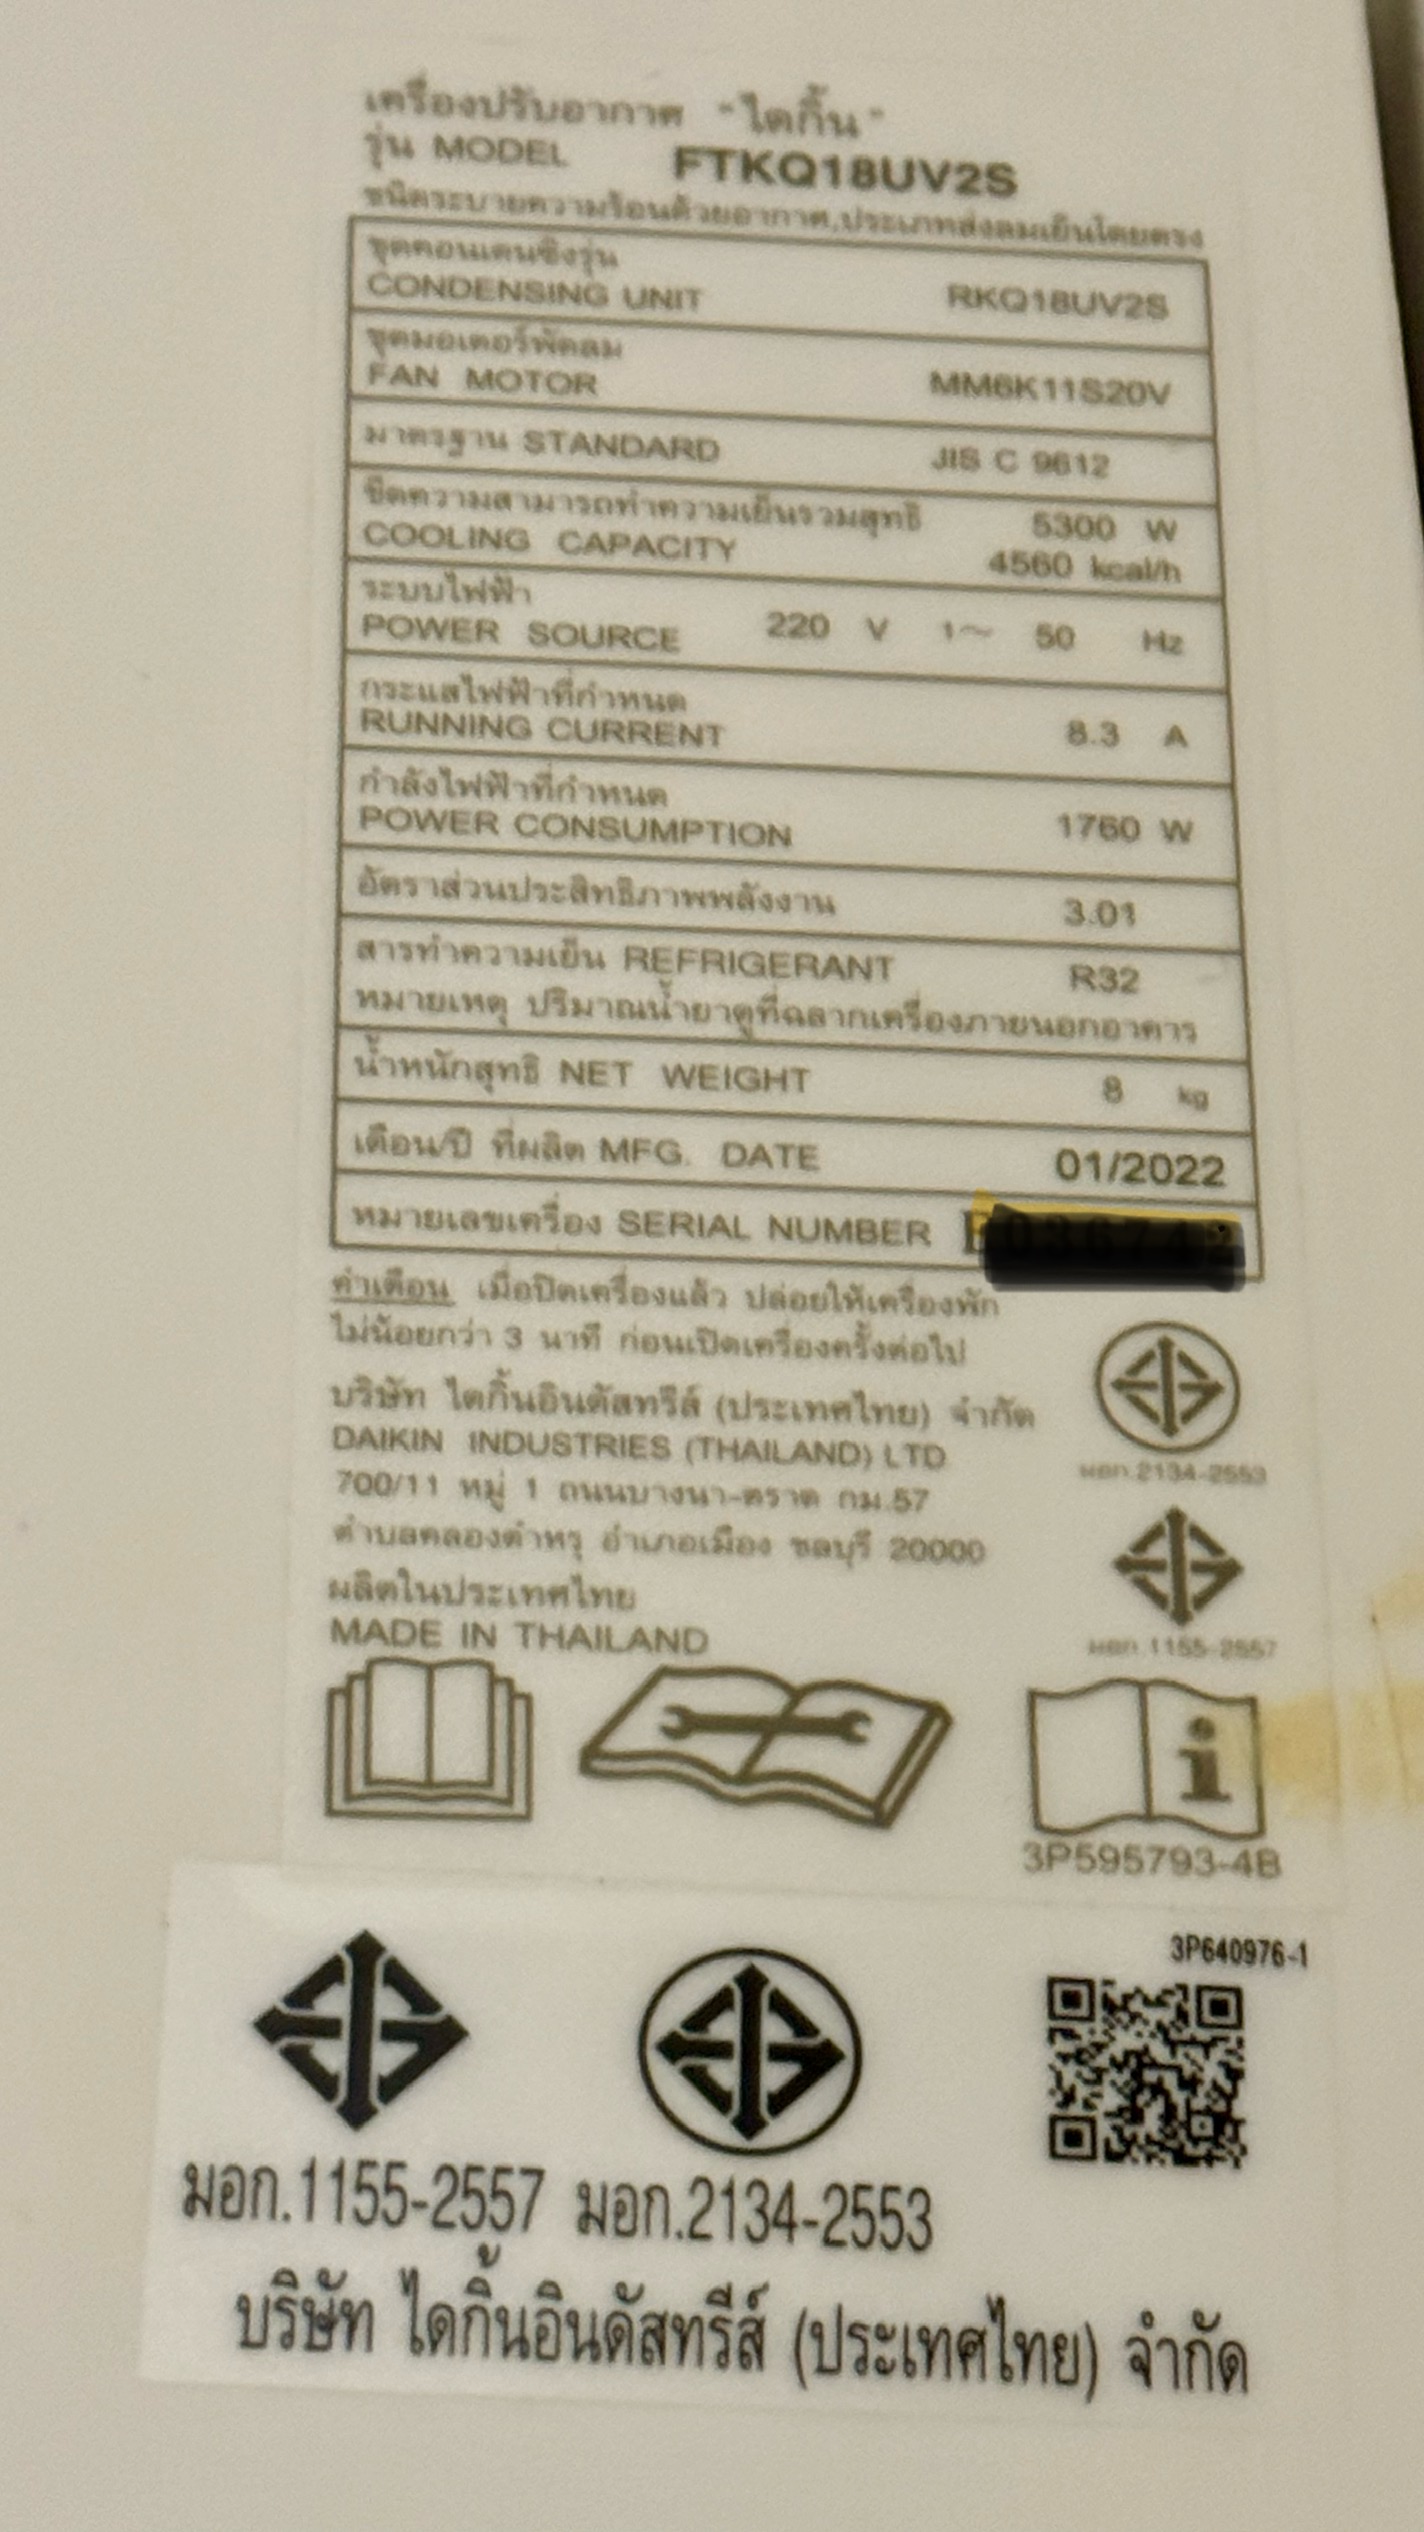 เครื่องปรับอากาศ "ไดกิ้น"
รุ่น MODEL FTKQ18UV2S
ชนิดระบายความร้อนด้วยอากาศ,ประเภทส่งลมเย็นโดยตรง
ชุดคอนเดนซิ่งรุ่น
CONDENSING UNIT RKQ18UV2S
ชุดมอเตอร์พัดลม
FAN MOTOR MM6K11S20V
มาตรฐาน STANDARD JIS C 9612
ขีดความสามารถทำความเย็นรวมสุทธิ 5300 W
COOLING CAPACITY 4560 kcal/h
ระบบไฟฟ้า
POWER SOURCE 220 V 1~ 50 Hz
กระแสไฟฟ้าที่กำหนด
RUNNING CURRENT 8.3 A
กำลังไฟฟ้าที่กำหนด
POWER CONSUMPTION 1760 W
อัตราส่วนประสิทธิภาพพลังงาน 3.01
สารทำความเย็น REFRIGERANT R32
หมายเหตุ ปริมาณน้ำยาดูที่ฉลากเครื่องภายนอกอาคาร
น้ำหนักสุทธิ NET WEIGHT 8 kg
เดือน/ปี ที่ผลิต MFG. DATE 01/2022
หมายเลขเครื่อง SERIAL NUMBER
คำเตือน เมื่อปิดเครื่องแล้ว ปล่อยให้เครื่องพัก
ไม่น้อยกว่า 3 นาที ก่อนเปิดเครื่องครั้งต่อไป
บริษัท ไดกิ้นอินดัสทรีส์ (ประเทศไทย) จำกัด
DAIKIN INDUSTRIES (THAILAND) LTD
มอก.2134-2553
700/11 หมู่ 1 ถนนบางนา-ตราด กม.57
ตำบลคลองตำหรุ อำเภอเมือง ชลบุรี 20000
ผลิตในประเทศไทย
MADE IN THAILAND
มอก.1155-2557
i
3P595793-4B
3P640976-1
มอก.1155-2557 มอก.2134-2553
บริษัท ไดกิ้นอินดัสทรีส์ (ประเทศไทย) จำกัด